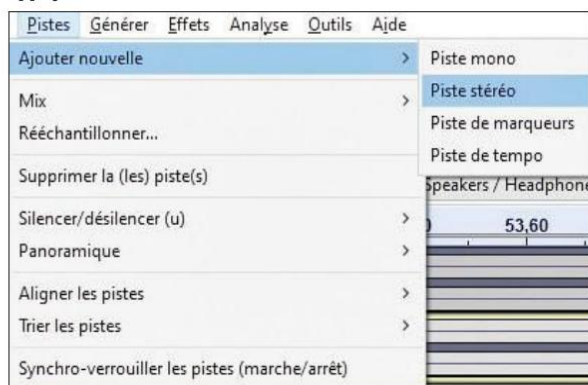 Pistes Générer Effets Analyse Outils Aide
Ajouter nouvelle >
Piste mono
Piste stéréo
Piste de marqueurs
Piste de tempo
Mix >
Rééchantillonner...
Supprimer la (les) piste(s)
Speakers / Headphone
Silencer/désilencer (u) >
53,60
Panoramique >
Aligner les pistes >
Trier les pistes >
Synchro-verrouiller les pistes (marche/arrêt)